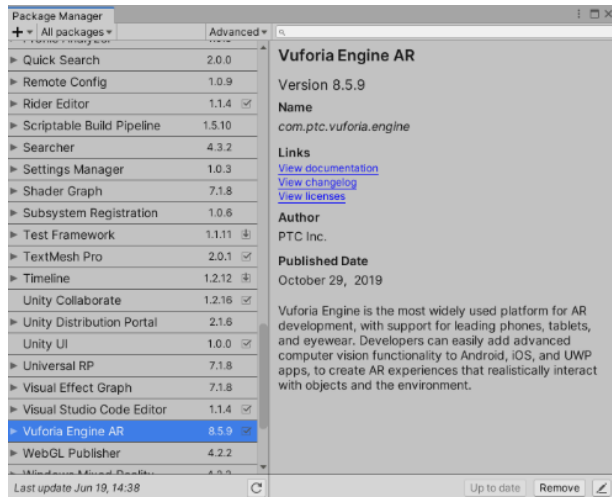 Package Manager
All packages
Advanced
Quick Search 2.0.0
Remote Config 1.0.9
Rider Editor 1.1.4
Scriptable Build Pipeline 1.5.10
Searcher 4.3.2
Settings Manager 1.0.3
Shader Graph 7.1.8
Subsystem Registration 1.0.6
Test Framework 1.1.11
TextMesh Pro 2.0.1
Timeline 1.2.12
Unity Collaborate 1.2.16
Unity Distribution Portal 2.1.6
Unity UI 1.0.0
Universal RP 7.1.8
Visual Effect Graph 7.1.8
Visual Studio Code Editor 1.1.4
Vuforia Engine AR 8.5.9
WebGL Publisher 4.2.2
Last update Jun 19, 14:38
Vuforia Engine AR
Version 8.5.9
Name
com.ptc.vuforia.engine
Links
View documentation
View changelog
View licenses
Author
PTC Inc.
Published Date
October 29, 2019
Vuforia Engine is the most widely used platform for AR
development, with support for leading phones, tablets,
and eyewear. Developers can easily add advanced
computer vision functionality to Android, iOS, and UWP
apps, to create AR experiences that realistically interact
with objects and the environment.
Up to date
Remove